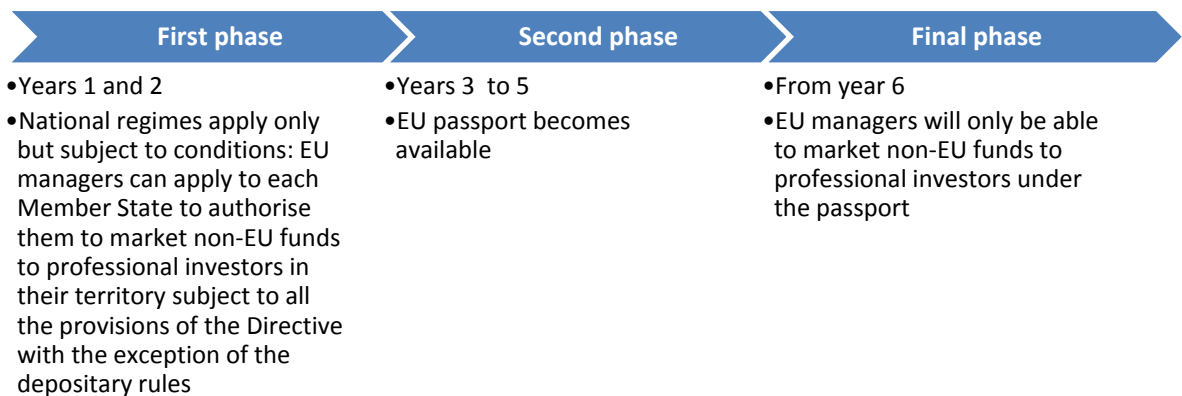 First phase
Second phase
Final phase
•Years 1 and 2
•National regimes apply only
but subject to conditions: EU
managers can apply to each
Member State to authorise
them to market non-EU funds
to professional investors in
their territory subject to all
the provisions of the Directive
with the exception of the
depositary rules
•Years 3 to 5
•EU passport becomes
available
•From year 6
•EU managers will only be able
to market non-EU funds to
professional investors under
the passport